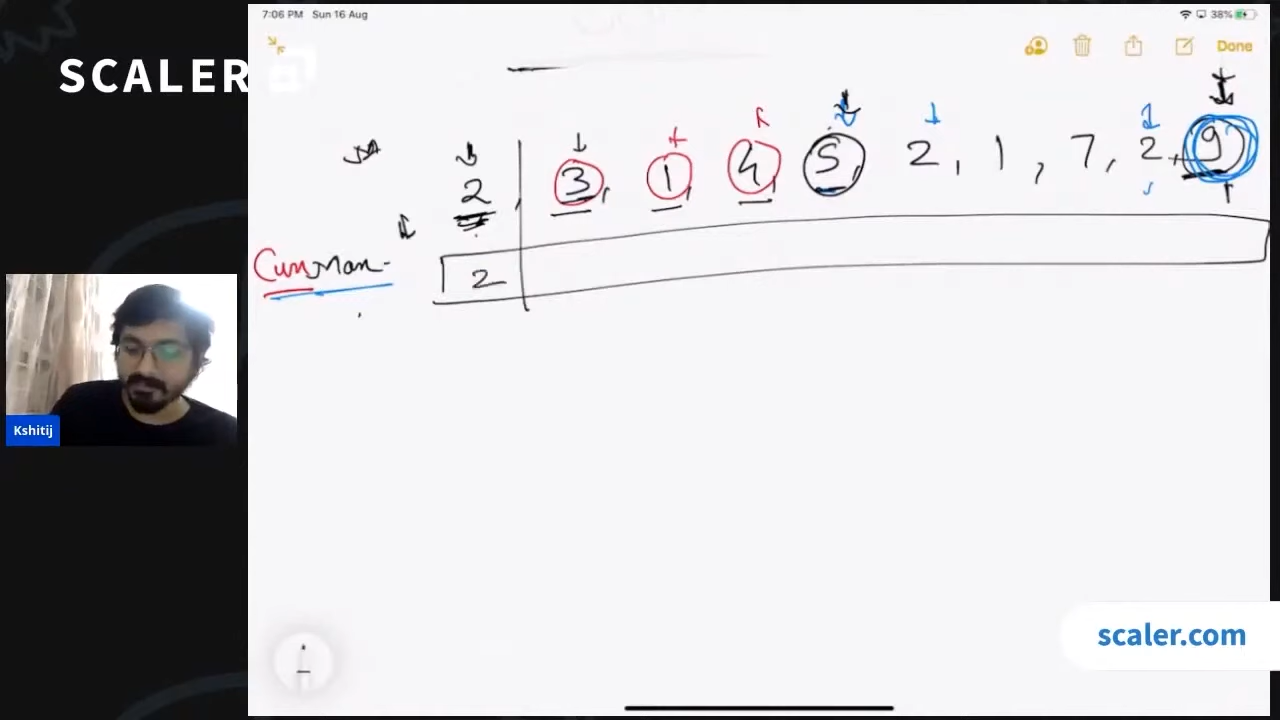 7:06 PM Sun 16 Aug
38%
SCALER
Done
2, 3, 1, 4, 5, 2, 1, 7, 2, 9
CumMax
2
Kshitij
scaler.com